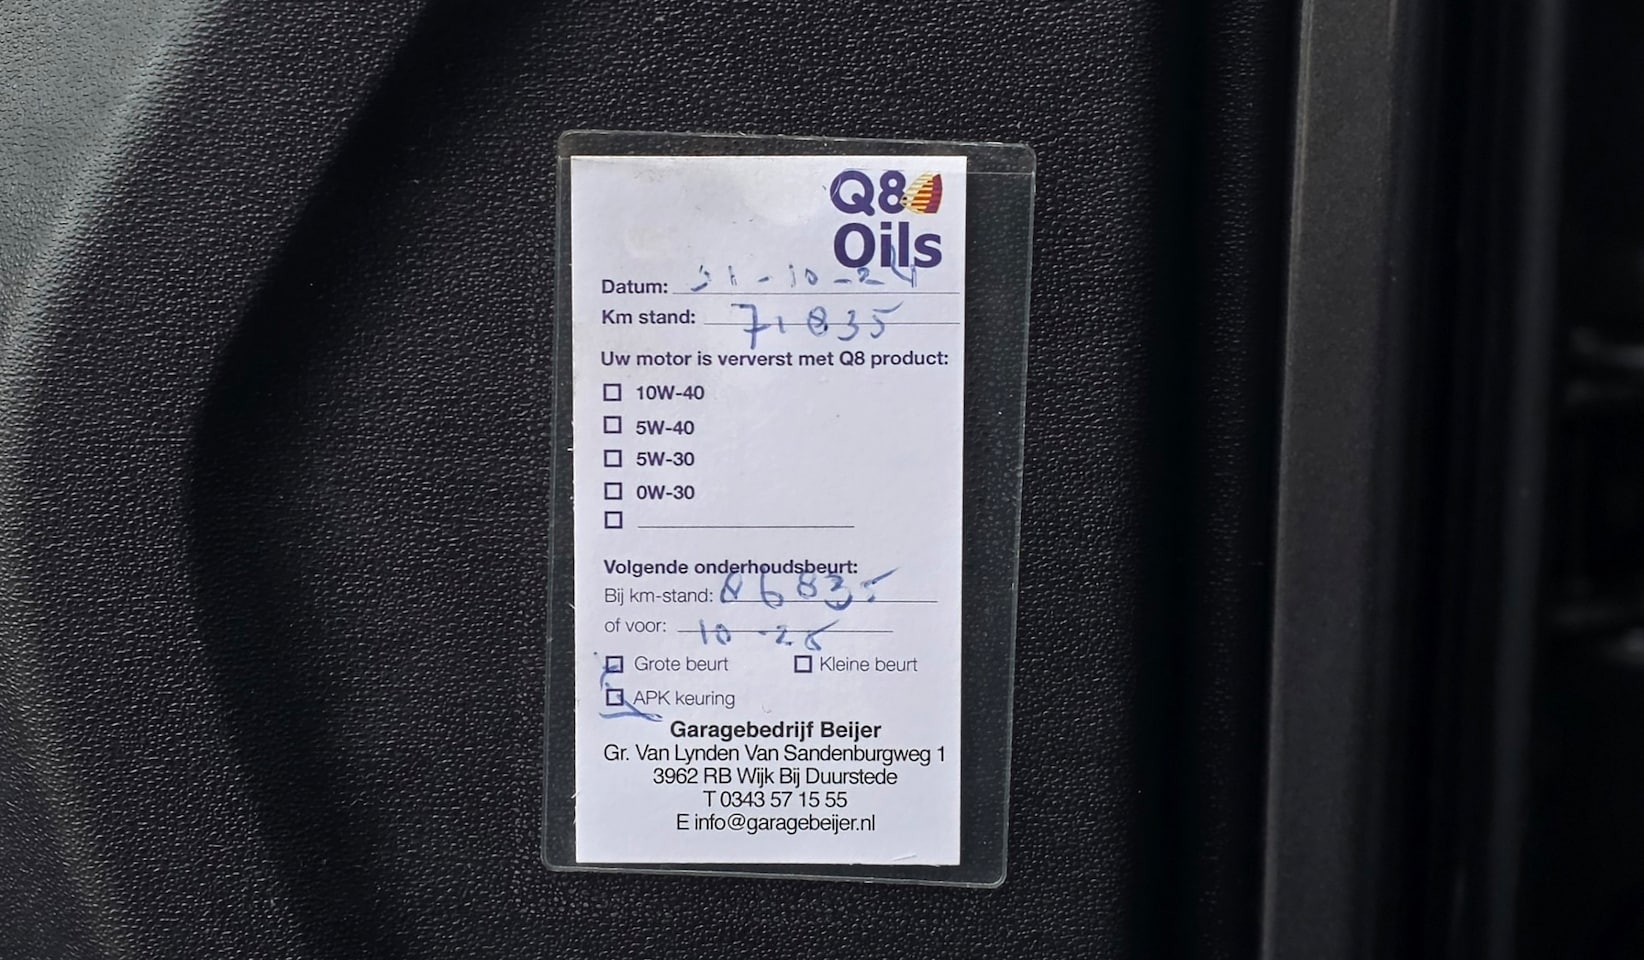 Q8
Oils
Datum: 31-10-24
Km stand: 71835
Uw motor is ververst met Q8 product:
10W-40
5W-40
5W-30
0W-30
Volgende onderhoudsbeurt:
Bij km-stand: 86835
of voor: 10-25
Grote beurt Kleine beurt
APK keuring
Garagebedrijf Beijer
Gr. Van Lynden Van Sandenburgweg 1
3962 RB Wijk Bij Duurstede
T 0343 57 15 55
E info@garagebeijer.nl